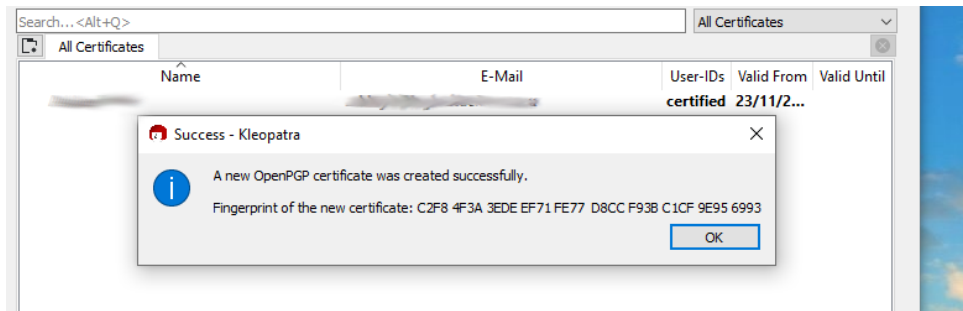 Search...<Alt+Q>
All Certificates
All Certificates
Name E-Mail User-IDs Valid From Valid Until
certified 23/11/2...
Success - Kleopatra
A new OpenPGP certificate was created successfully.
Fingerprint of the new certificate: C2F8 4F3A 3EDE EF71 FE77 D8CC F93B C1CF 9E95 6993
OK